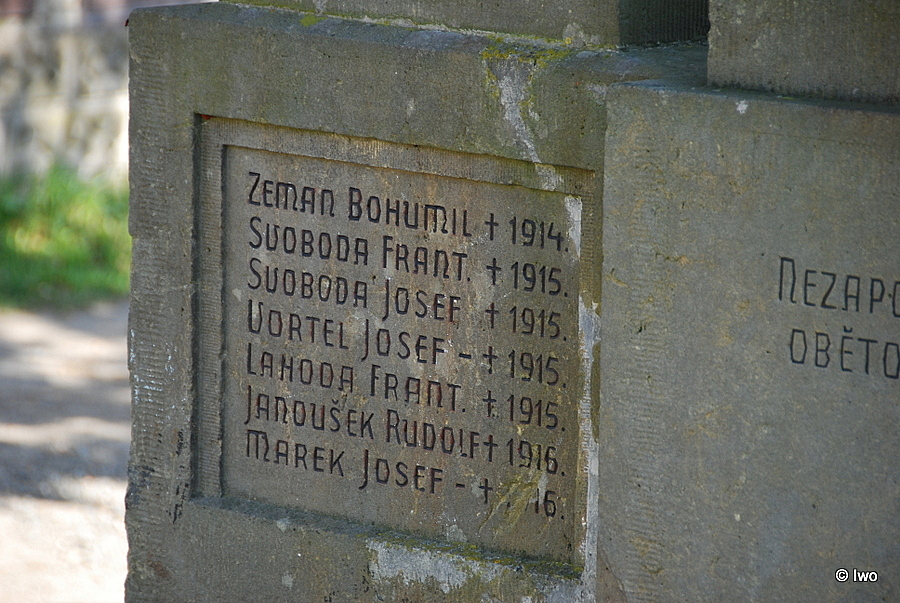 Zeman Bohumil † 1914.
Svoboda Frant. † 1915.
Svoboda Josef † 1915.
Vortel Josef - † 1915.
Lahoda Frant. † 1915.
Janoušek Rudolf † 1916.
Marek Josef - †
Nezapo
oběto
© Iwo